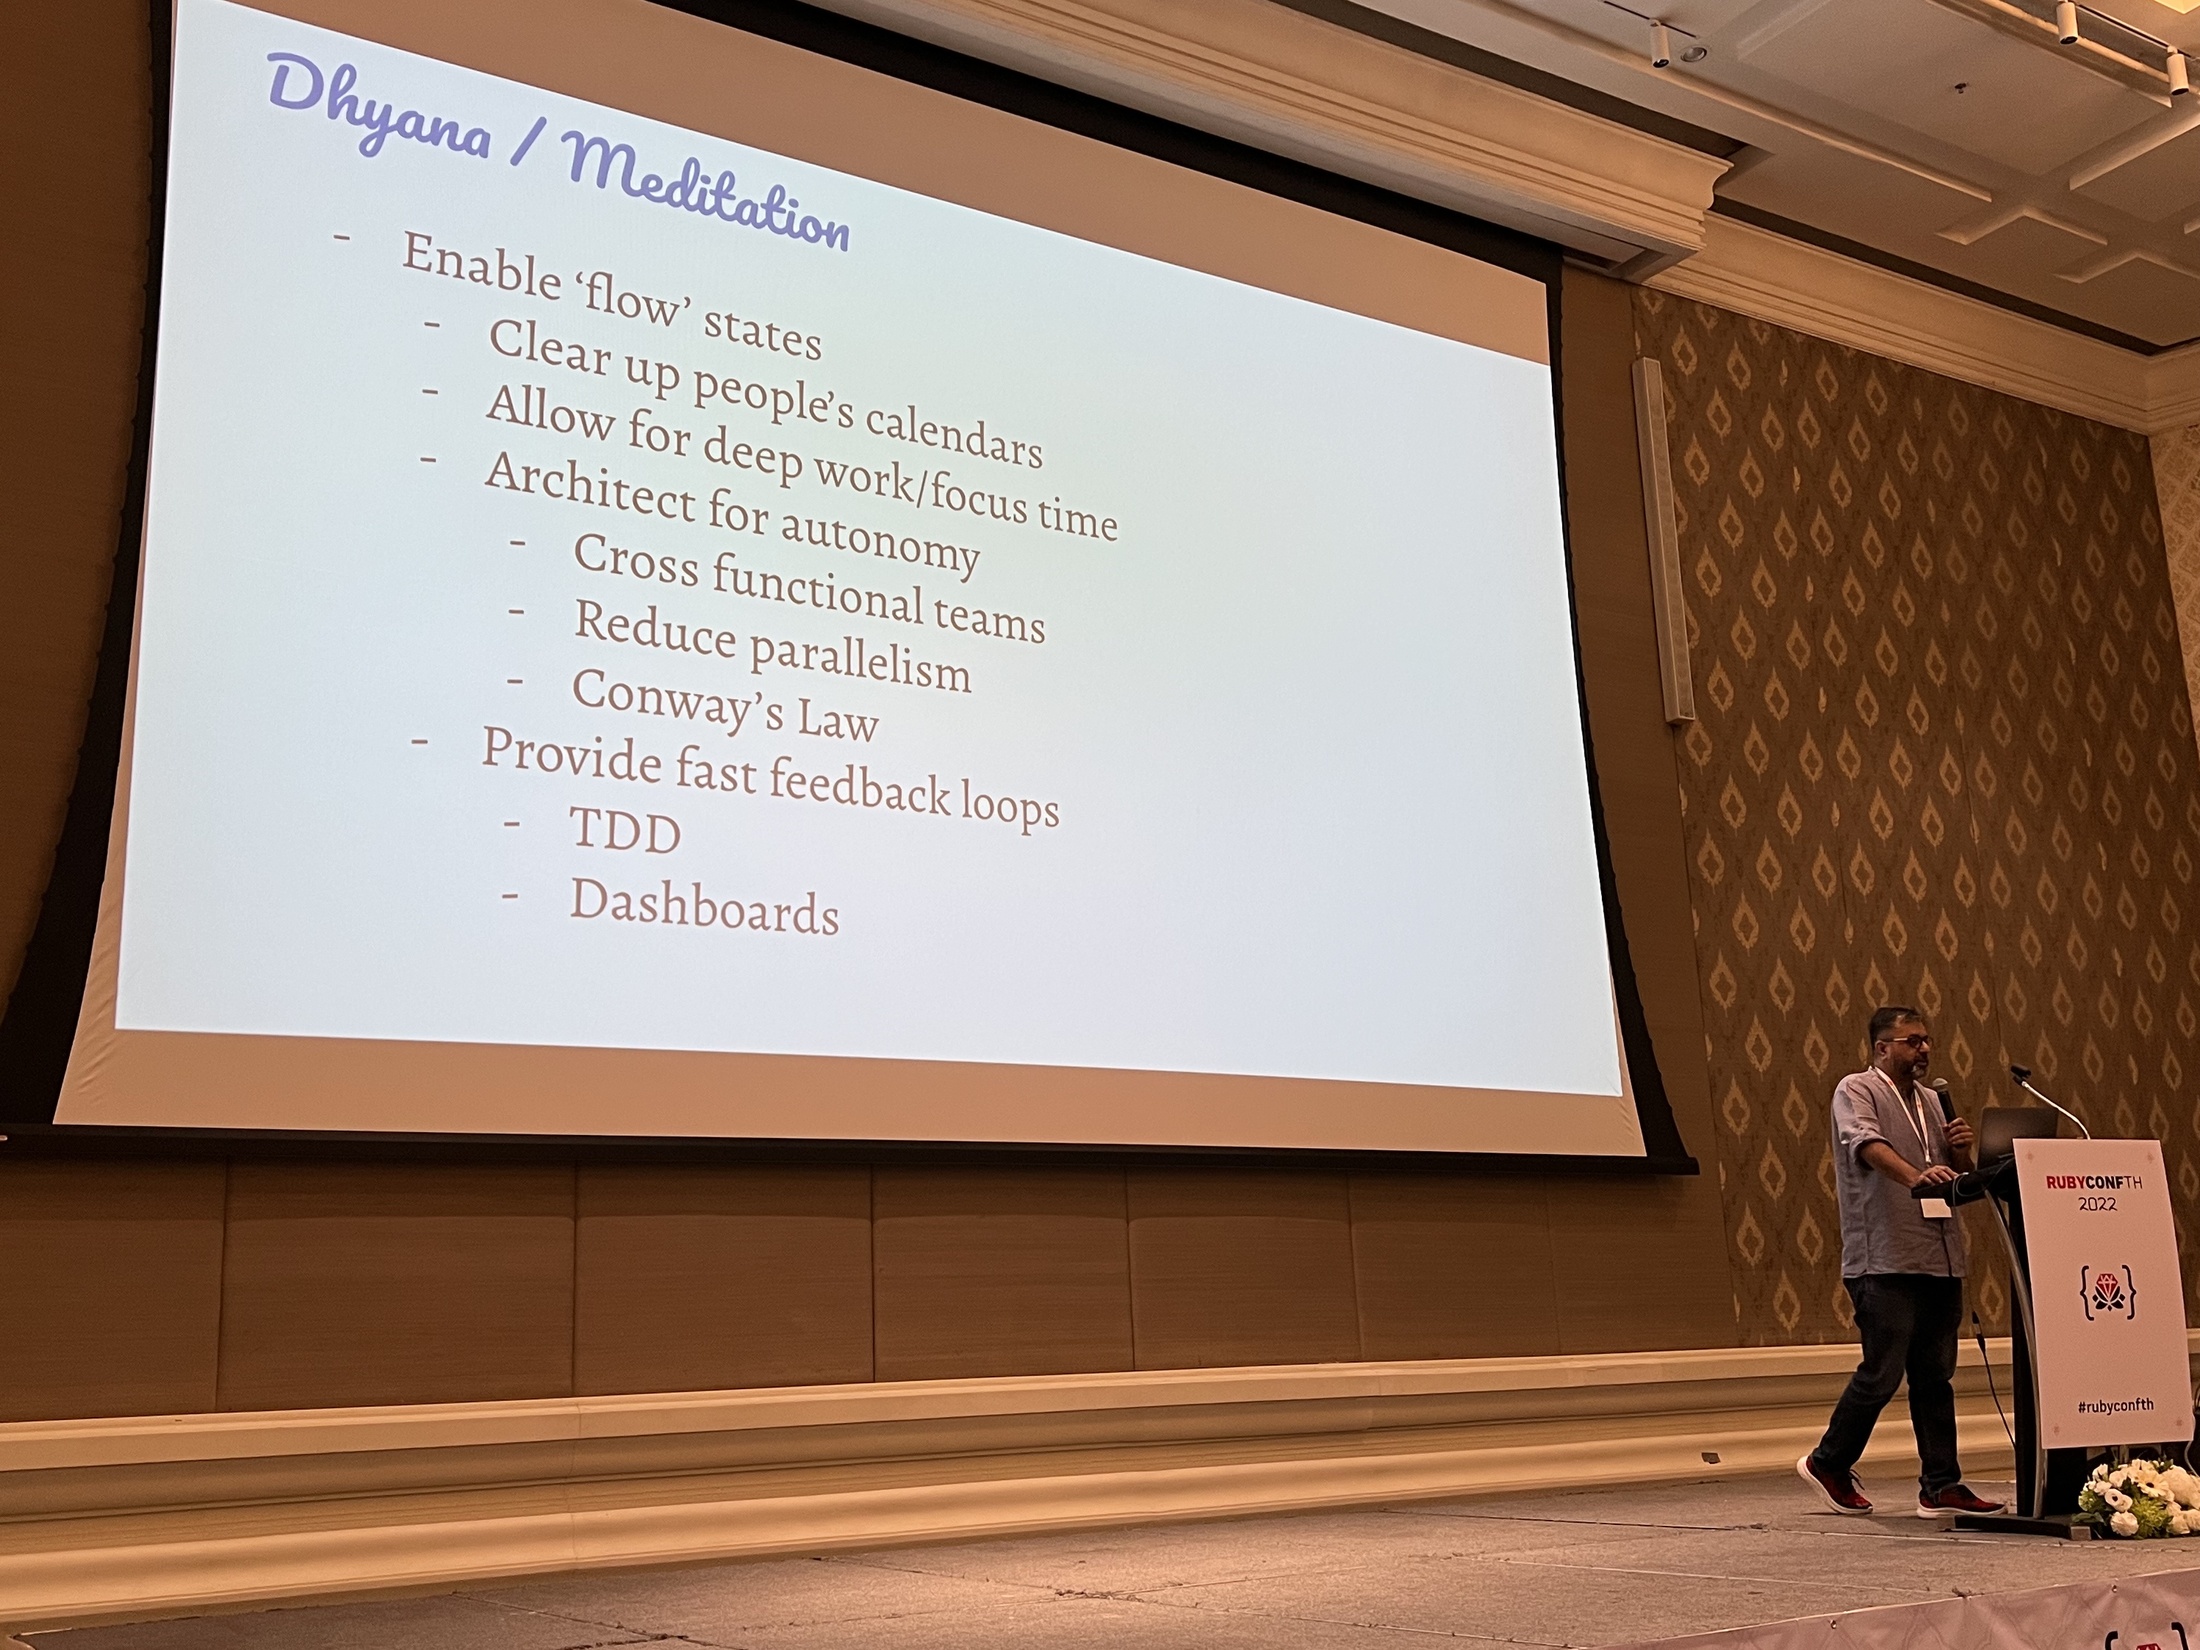 Dhyana / Meditation
- Enable ‘flow’ states
- Clear up people’s calendars
- Allow for deep work/focus time
- Architect for autonomy
- Cross functional teams
- Reduce parallelism
- Conway’s Law
- Provide fast feedback loops
- TDD
- Dashboards
RUBYCONFTH
2022
#rubyconfth